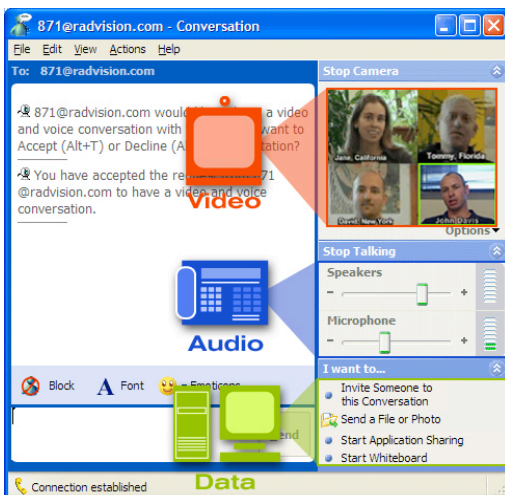 871@radvision.com - Conversation
File Edit View Actions Help
To: 871@radvision.com
871@radvision.com would a video
and voice conversation with want to
Accept (Alt+T) or Decline
You have accepted the
@radvision.com to have a video and voice
conversation.
Video
Audio
Block
Font
Emoticons
Data
Connection established
Stop Camera
Jane, California
Tommy, Florida
David, New York
John Davis
Options
Stop Talking
Speakers
- +
Microphone
- +
I want to...
Invite Someone to
this Conversation
Send a File or Photo
Start Application Sharing
Start Whiteboard